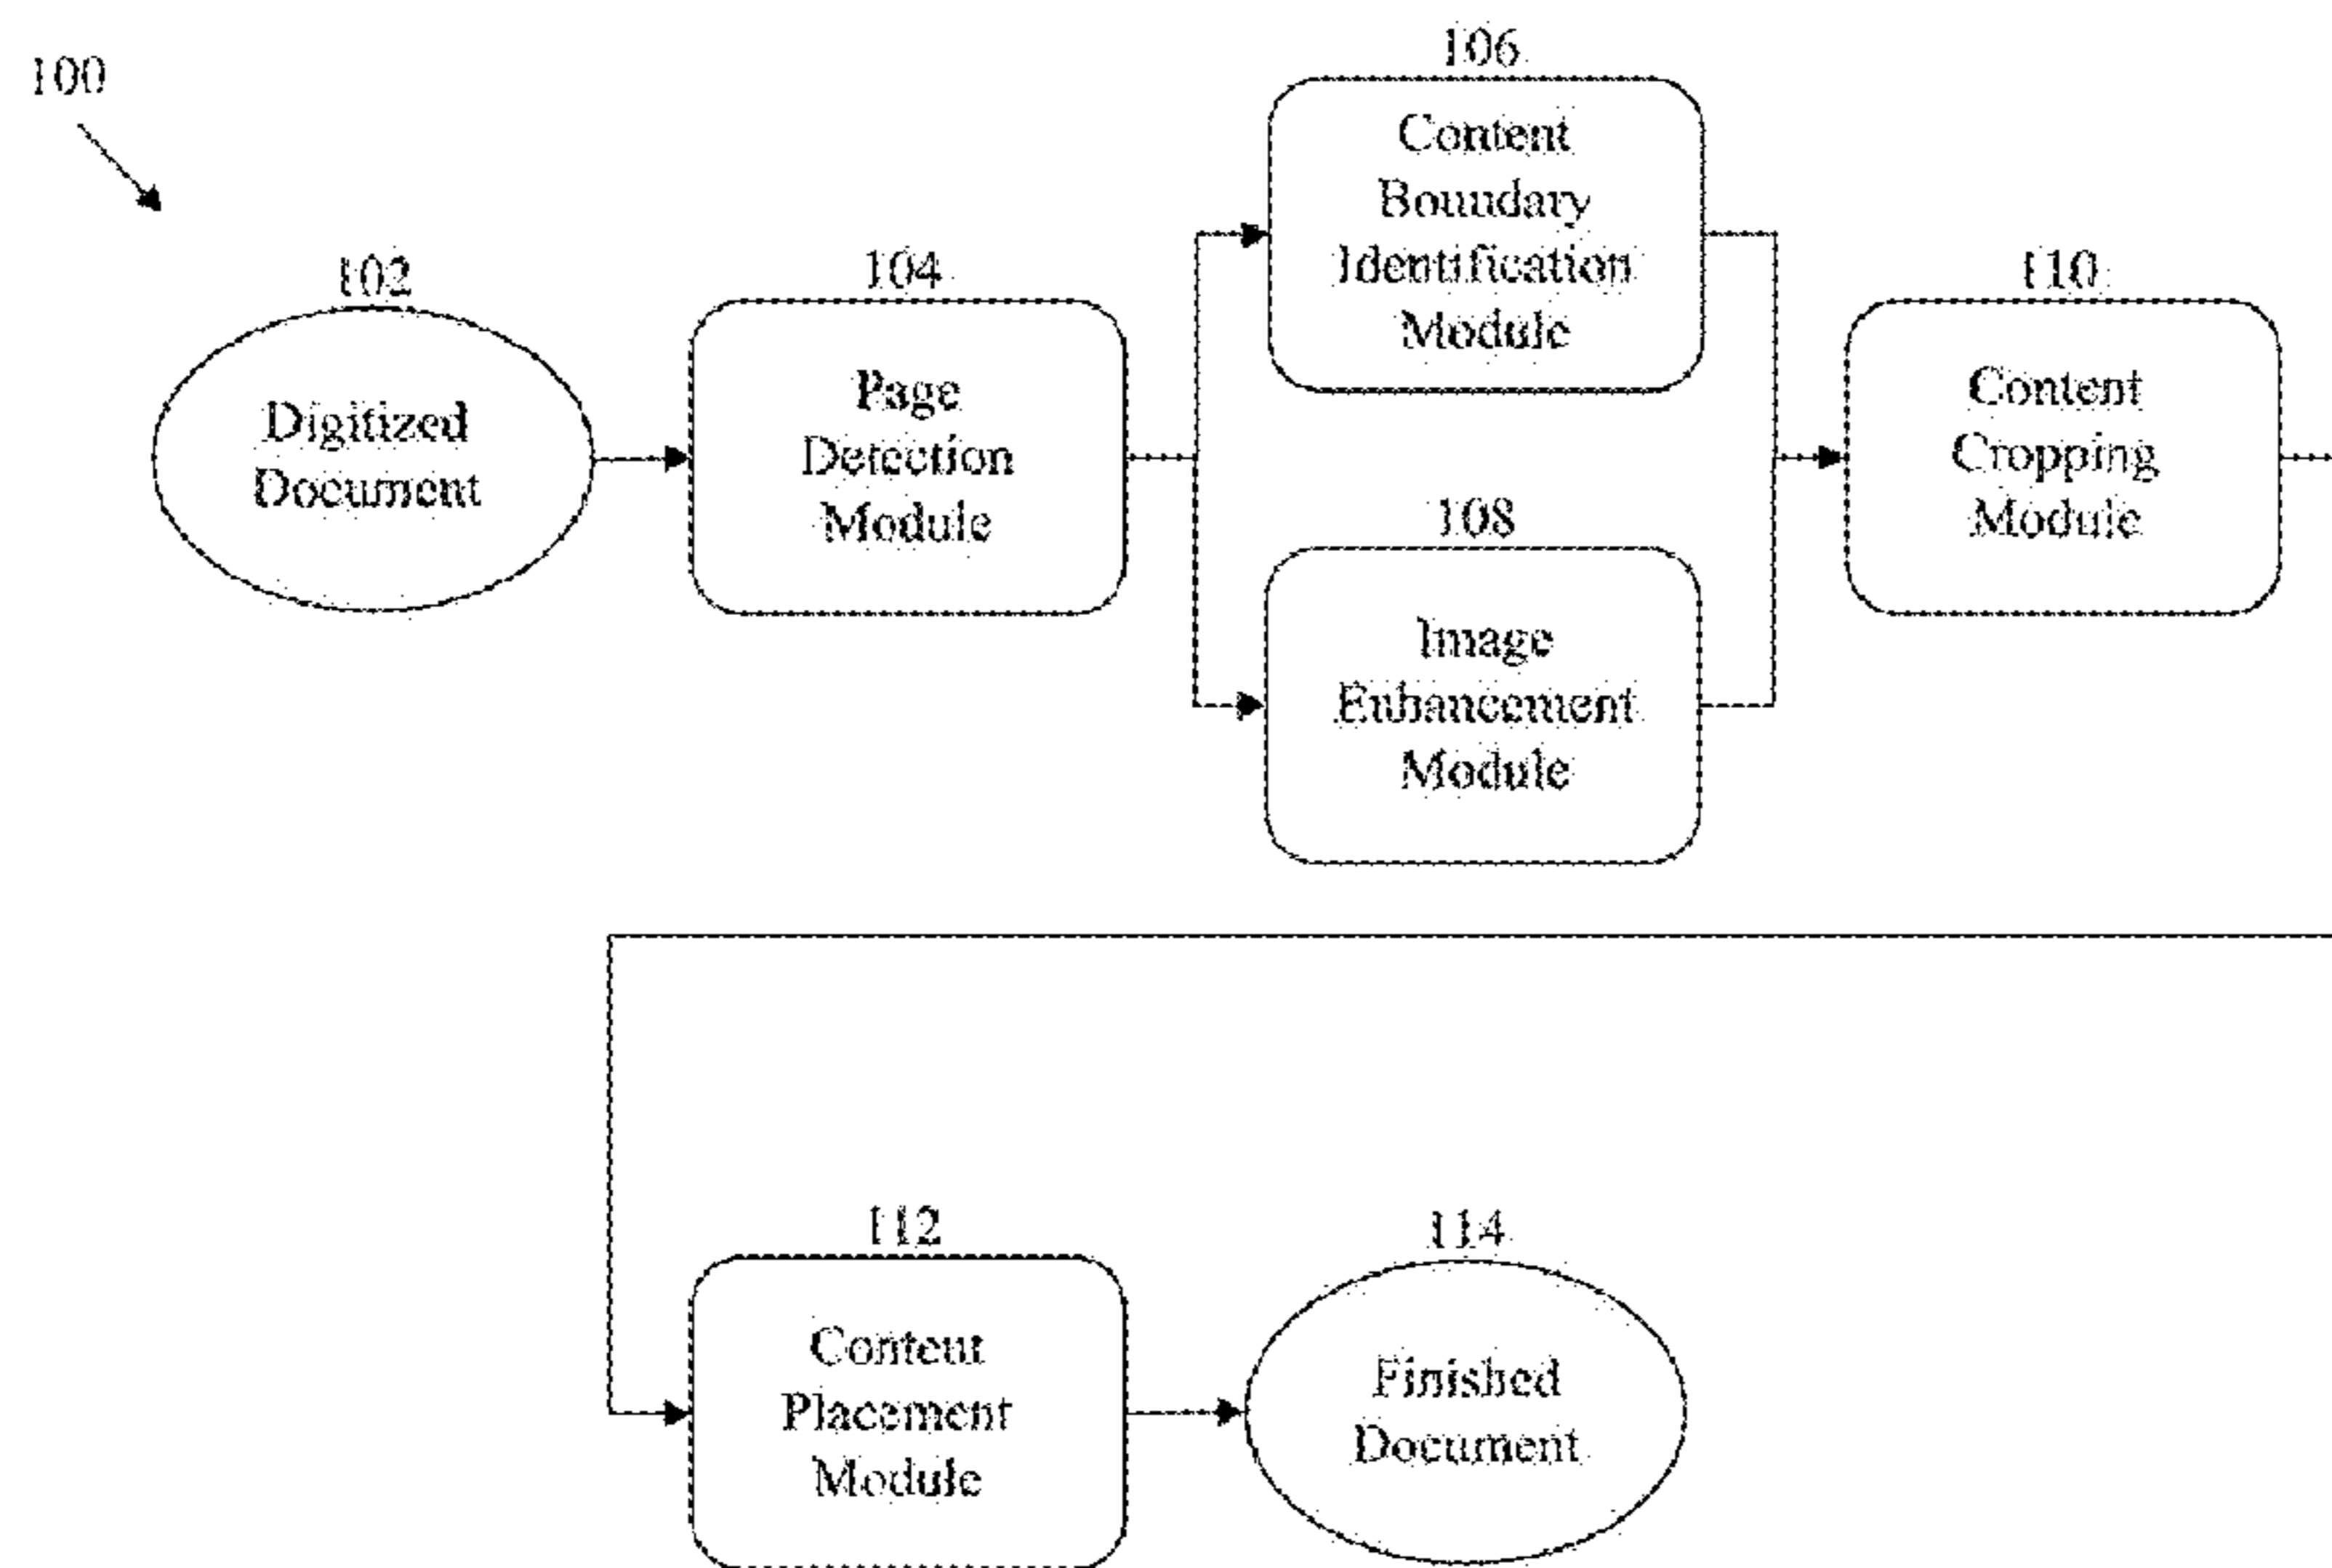 100
102
Digitized
Document
104
Page
Detection
Module
106
Content
Boundary
Identification
Module
108
Image
Enhancement
Module
110
Content
Cropping
Module
112
Content
Placement
Module
114
Finished
Document